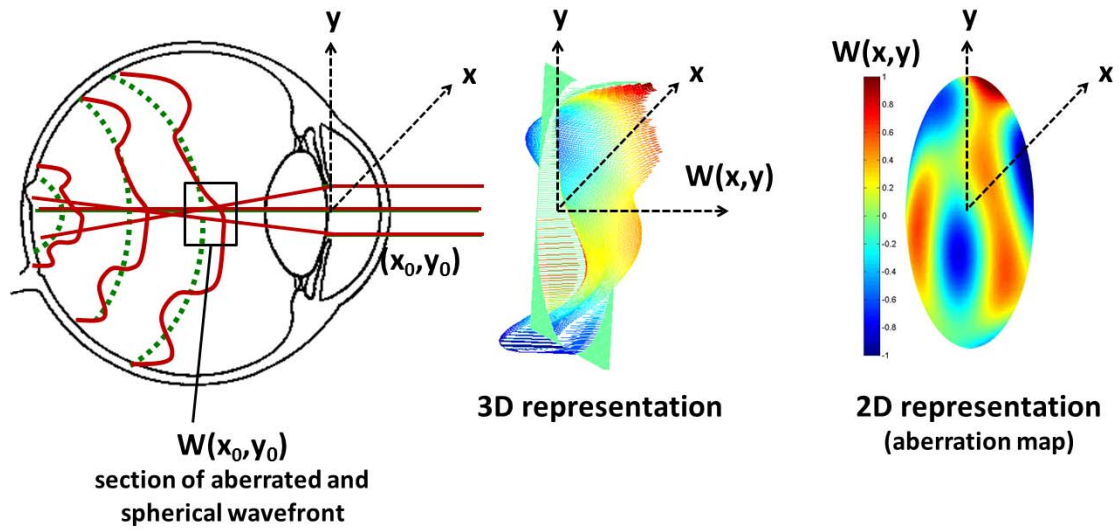 y
x
(x₀,y₀)
W(x₀,y₀)
section of aberrated and
spherical wavefront
y
x
W(x,y)
3D representation
W(x,y)
y
x
1
0.8
0.6
0.4
0.2
0
-0.2
-0.4
-0.6
-0.8
-1
2D representation
(aberration map)